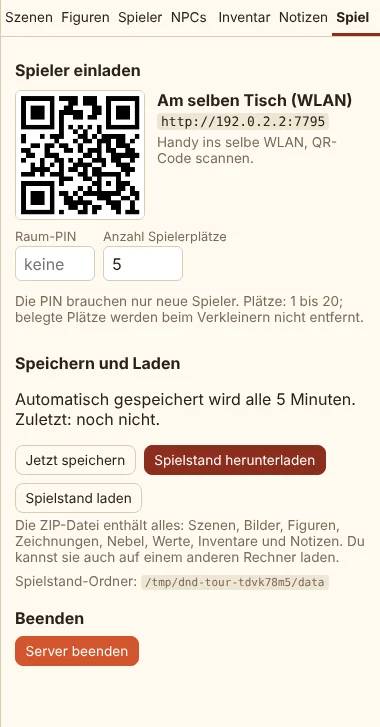 Szenen Figuren Spieler NPCs Inventar Notizen Spiel
Spieler einladen
Am selben Tisch (WLAN)
http://192.0.2.2:7795
Handy ins selbe WLAN, QR-
Code scannen.
Raum-PIN Anzahl Spielerplätze
keine 5
Die PIN brauchen nur neue Spieler. Plätze: 1 bis 20;
belegte Plätze werden beim Verkleinern nicht entfernt.
Speichern und Laden
Automatisch gespeichert wird alle 5 Minuten.
Zuletzt: noch nicht.
Jetzt speichern Spielstand herunterladen
Spielstand laden
Die ZIP-Datei enthält alles: Szenen, Bilder, Figuren,
Zeichnungen, Nebel, Werte, Inventare und Notizen. Du
kannst sie auch auf einem anderen Rechner laden.
Spielstand-Ordner: /tmp/dnd-tour-tdvk78m5/data
Beenden
Server beenden